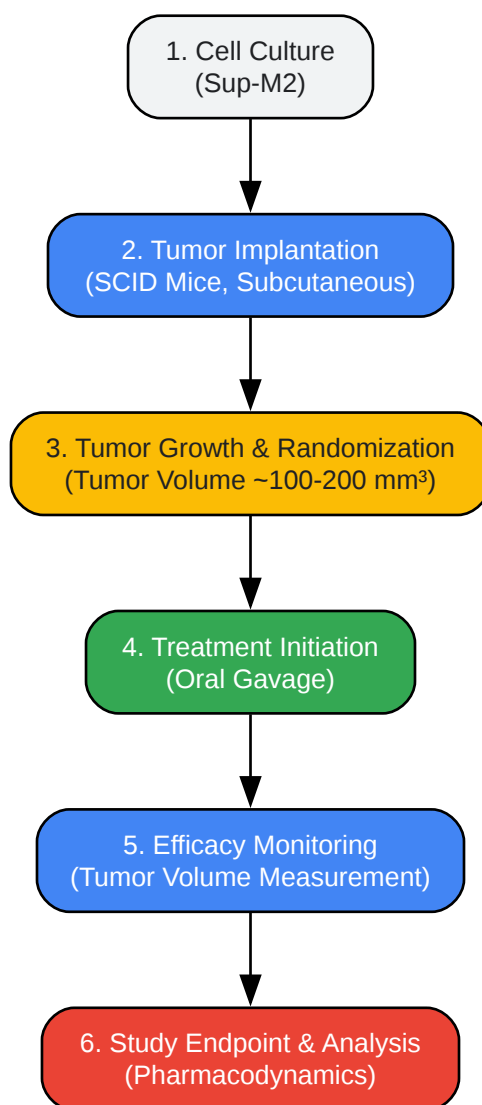 1. Cell Culture
(Sup-M2)
2. Tumor Implantation
(SCID Mice, Subcutaneous)
3. Tumor Growth & Randomization
(Tumor Volume ~100-200 mm³)
4. Treatment Initiation
(Oral Gavage)
5. Efficacy Monitoring
(Tumor Volume Measurement)
6. Study Endpoint & Analysis
(Pharmacodynamics)